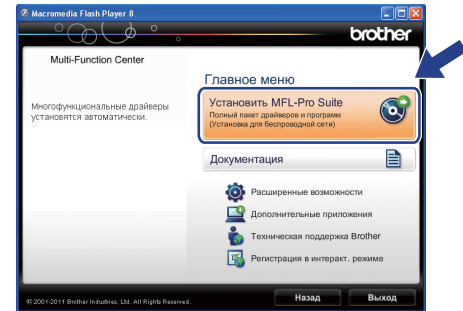 Macromedia Flash Player 8
brother
Multi-Function Center
Главное меню
Многофункциональные драйверы
установятся автоматически.
Установить MFL-Pro Suite
Полный пакет драйверов и программ
(Установка для беспроводной сети)
Документация
Расширенные возможности
Дополнительные приложения
Техническая поддержка Brother
Регистрация в интеракт. режиме
© 2001-2011 Brother Industries, Ltd. All Rights Reserved.
Назад
Выход